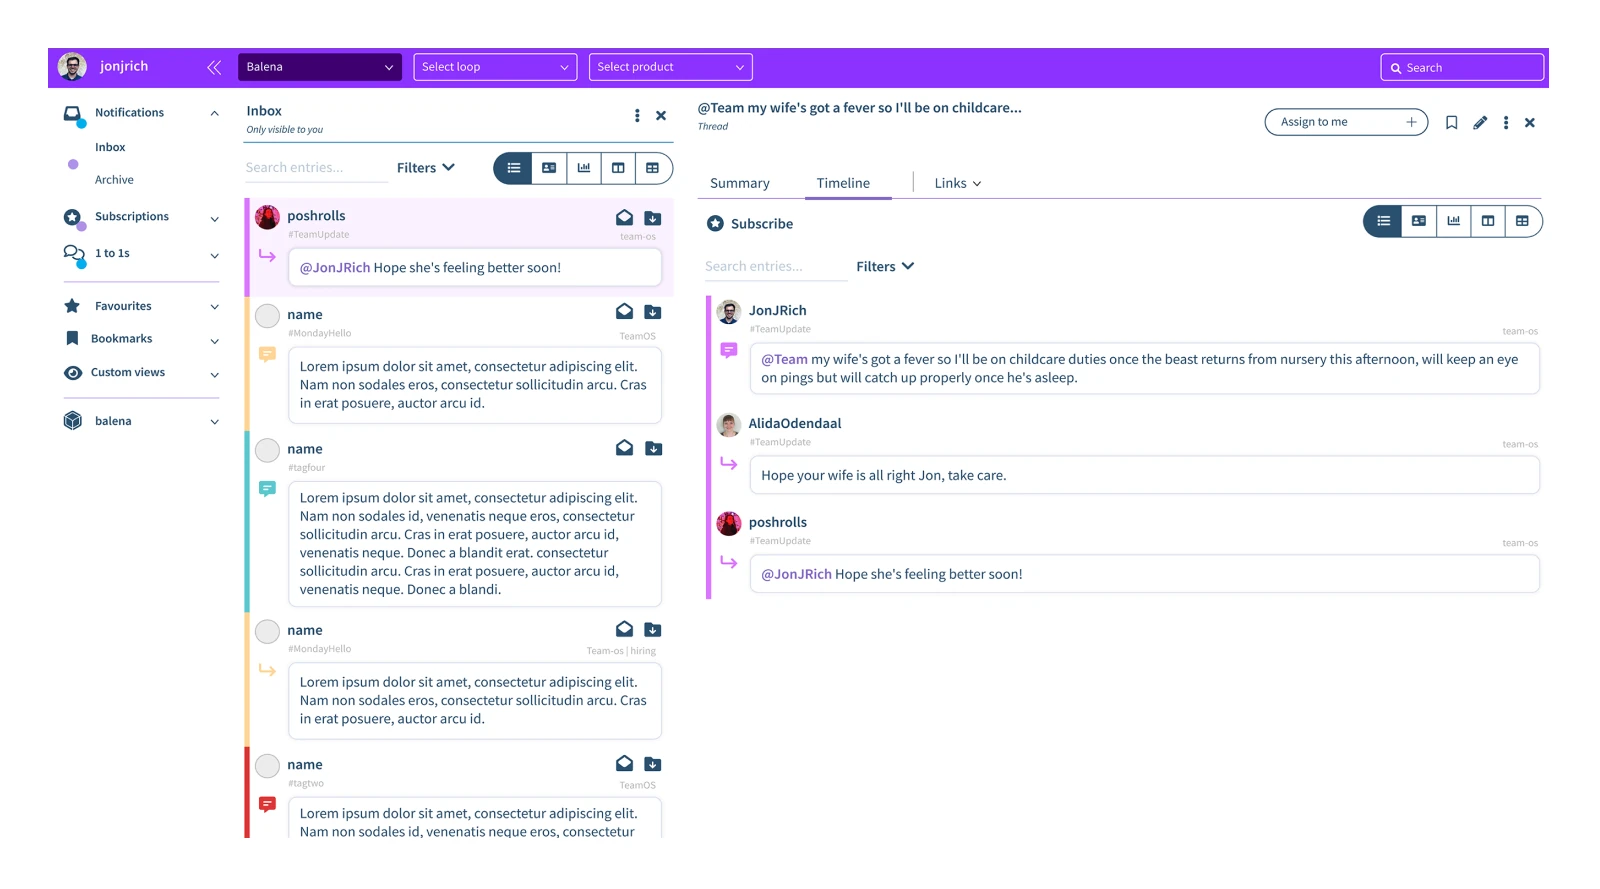 jonjrich
Balena
Select loop
Select product
Search
Notifications
Inbox
Archive
Subscriptions
1 to 1s
Favourites
Bookmarks
Custom views
balena
Inbox
Only visible to you
Search entries...
Filters
poshrolls
#TeamUpdate
team-os
@JonJRich Hope she's feeling better soon!
name
#MondayHello
TeamOS
Lorem ipsum dolor sit amet, consectetur adipiscing elit.
Nam non sodales eros, consectetur sollicitudin arcu. Cras
in erat posuere, auctor arcu id.
name
#tagfour
Lorem ipsum dolor sit amet, consectetur adipiscing elit.
Nam non sodales id, venenatis neque eros, consectetur
sollicitudin arcu. Cras in erat posuere, auctor arcu id,
venenatis neque. Donec a blandit erat. consectetur
sollicitudin arcu. Cras in erat posuere, auctor arcu id,
venenatis neque. Donec a blandi.
name
#MondayHello
Team-os | hiring
Lorem ipsum dolor sit amet, consectetur adipiscing elit.
Nam non sodales eros, consectetur sollicitudin arcu. Cras
in erat posuere, auctor arcu id.
name
#tagtwo
TeamOS
Lorem ipsum dolor sit amet, consectetur adipiscing elit.
Nam non sodales id, venenatis neque eros, consectetur
@Team my wife's got a fever so I'll be on childcare...
Thread
Assign to me
Summary
Timeline
Links
Subscribe
Search entries...
Filters
JonJRich
#TeamUpdate
team-os
@Team my wife's got a fever so I'll be on childcare duties once the beast returns from nursery this afternoon, will keep an eye
on pings but will catch up properly once he's asleep.
AlidaOdendaal
#TeamUpdate
team-os
Hope your wife is all right Jon, take care.
poshrolls
#TeamUpdate
team-os
@JonJRich Hope she's feeling better soon!